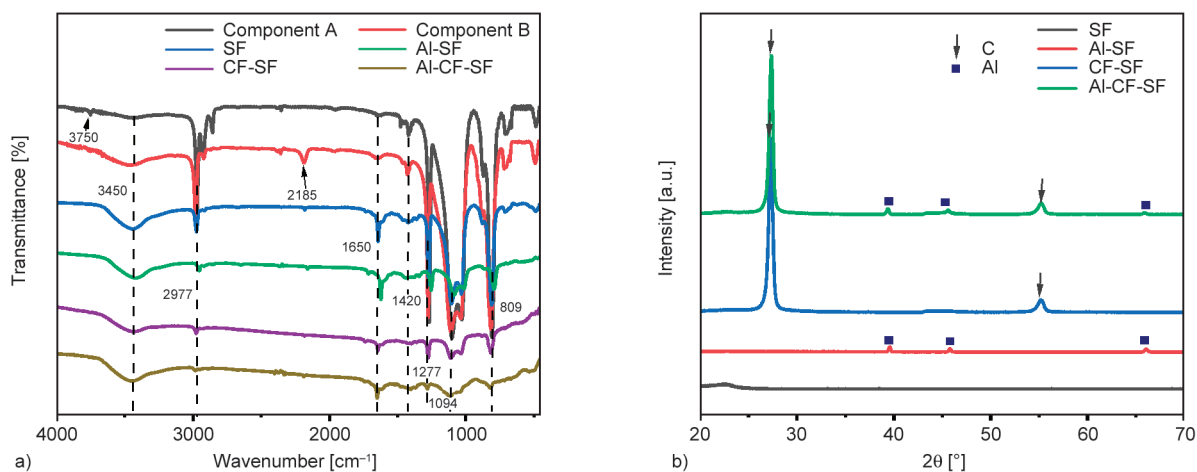 Component A
Component B
SF
Al-SF
CF-SF
Al-CF-SF
3750
3450
2977
2185
1650
1420
1277
1094
809
Transmittance [%]
4000
3000
2000
1000
Wavenumber [cm⁻¹]
a)
C
Al
SF
Al-SF
CF-SF
Al-CF-SF
Intensity [a.u.]
20
30
40
50
60
70
2θ [°]
b)